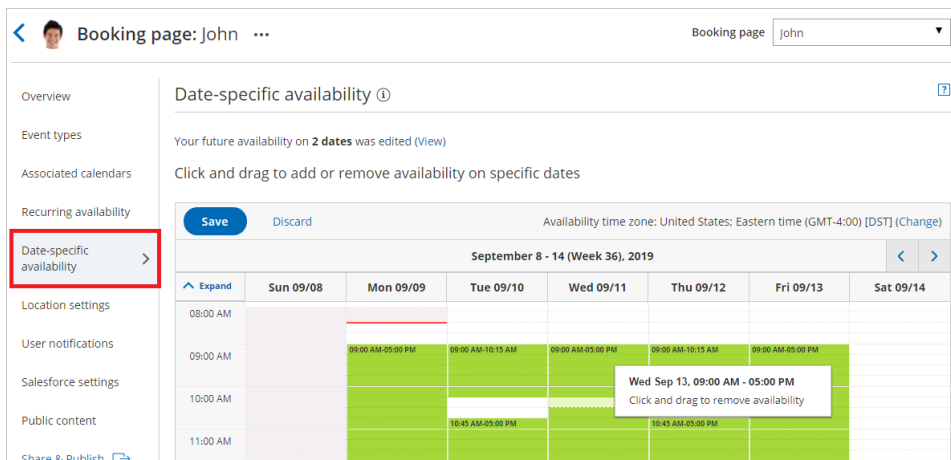 Booking page: John ...
Booking page John
Overview
Event types
Associated calendars
Recurring availability
Date-specific
availability
Location settings
User notifications
Salesforce settings
Public content
Share & Publish
Date-specific availability
?
Your future availability on 2 dates was edited (View)
Click and drag to add or remove availability on specific dates
Save Discard Availability time zone: United States; Eastern time (GMT-4:00) [DST] (Change)
September 8 - 14 (Week 36), 2019
Expand Sun 09/08 Mon 09/09 Tue 09/10 Wed 09/11 Thu 09/12 Fri 09/13 Sat 09/14
08:00 AM
09:00 AM-05:00 PM 09:00 AM-10:15 AM 09:00 AM-05:00 PM 09:00 AM-10:15 AM 09:00 AM-05:00 PM
09:00 AM
Wed Sep 13, 09:00 AM - 05:00 PM
Click and drag to remove availability
10:00 AM
10:45 AM-05:00 PM 10:45 AM-05:00 PM
11:00 AM